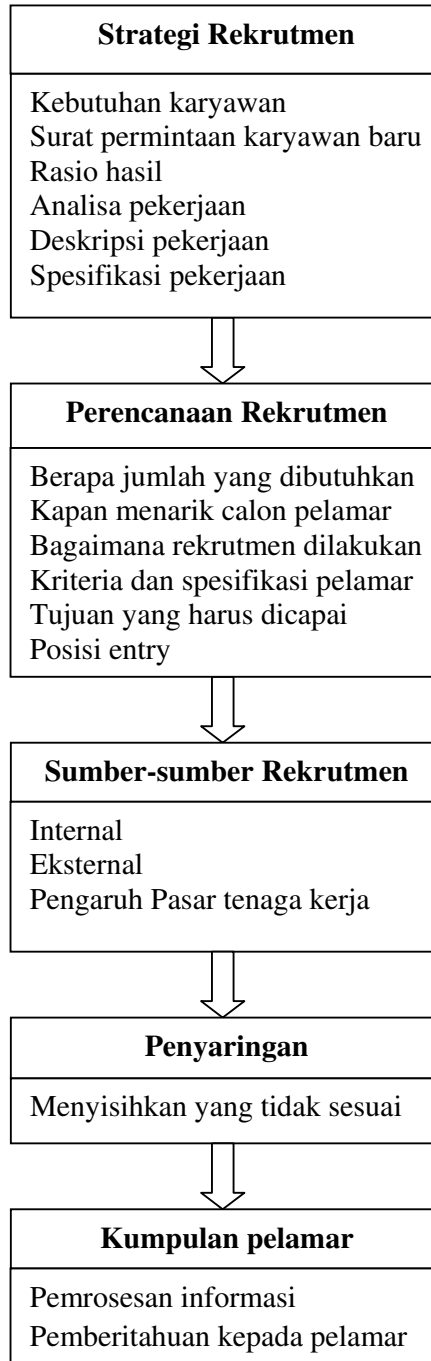 Strategi Rekrutmen
Kebutuhan karyawan
Surat permintaan karyawan baru
Rasio hasil
Analisa pekerjaan
Deskripsi pekerjaan
Spesifikasi pekerjaan
Perencanaan Rekrutmen
Berapa jumlah yang dibutuhkan
Kapan menarik calon pelamar
Bagaimana rekrutmen dilakukan
Kriteria dan spesifikasi pelamar
Tujuan yang harus dicapai
Posisi entry
Sumber-sumber Rekrutmen
Internal
Eksternal
Pengaruh Pasar tenaga kerja
Penyaringan
Menyisihkan yang tidak sesuai
Kumpulan pelamar
Pemrosesan informasi
Pemberitahuan kepada pelamar